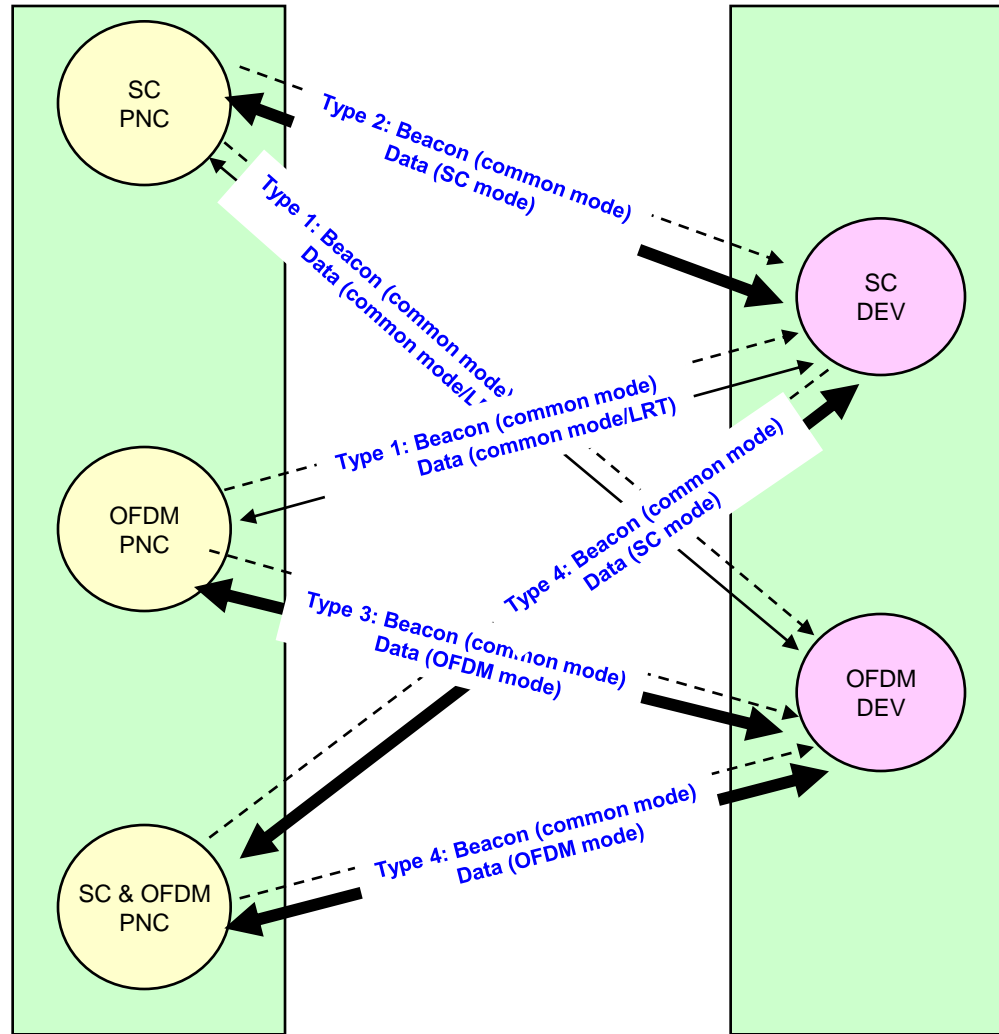 SC
PNC
Type 2: Beacon (common mode)
Data (SC mode)
Type 1: Beacon (common mode)
Data (common mode/L
SC
DEV
Type 1: Beacon (common mode)
Data (common mode/LRT)
OFDM
PNC
Type 4: Beacon (common mode)
Data (SC mode)
Type 3: Beacon (common mode)
Data (OFDM mode)
OFDM
DEV
Type 4: Beacon (common mode)
Data (OFDM mode)
SC & OFDM
PNC